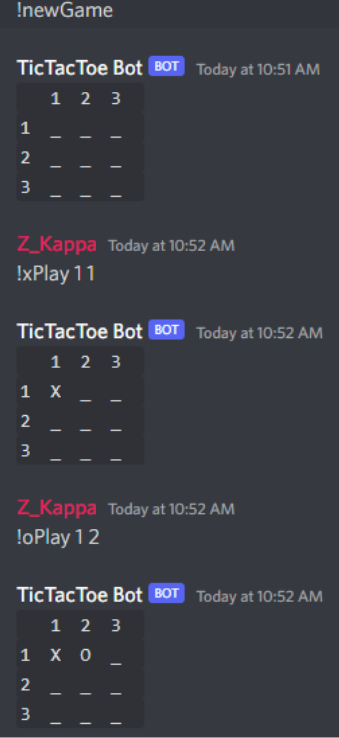 !newGame
TicTacToe Bot BOT Today at 10:51 AM
1 2 3
1 _ _ _
2 _ _ _
3 _ _ _
Z_Kappa Today at 10:52 AM
!xPlay 1 1
TicTacToe Bot BOT Today at 10:52 AM
1 2 3
1 X _ _
2 _ _ _
3 _ _ _
Z_Kappa Today at 10:52 AM
!oPlay 1 2
TicTacToe Bot BOT Today at 10:52 AM
1 2 3
1 X O _
2 _ _ _
3 _ _ _